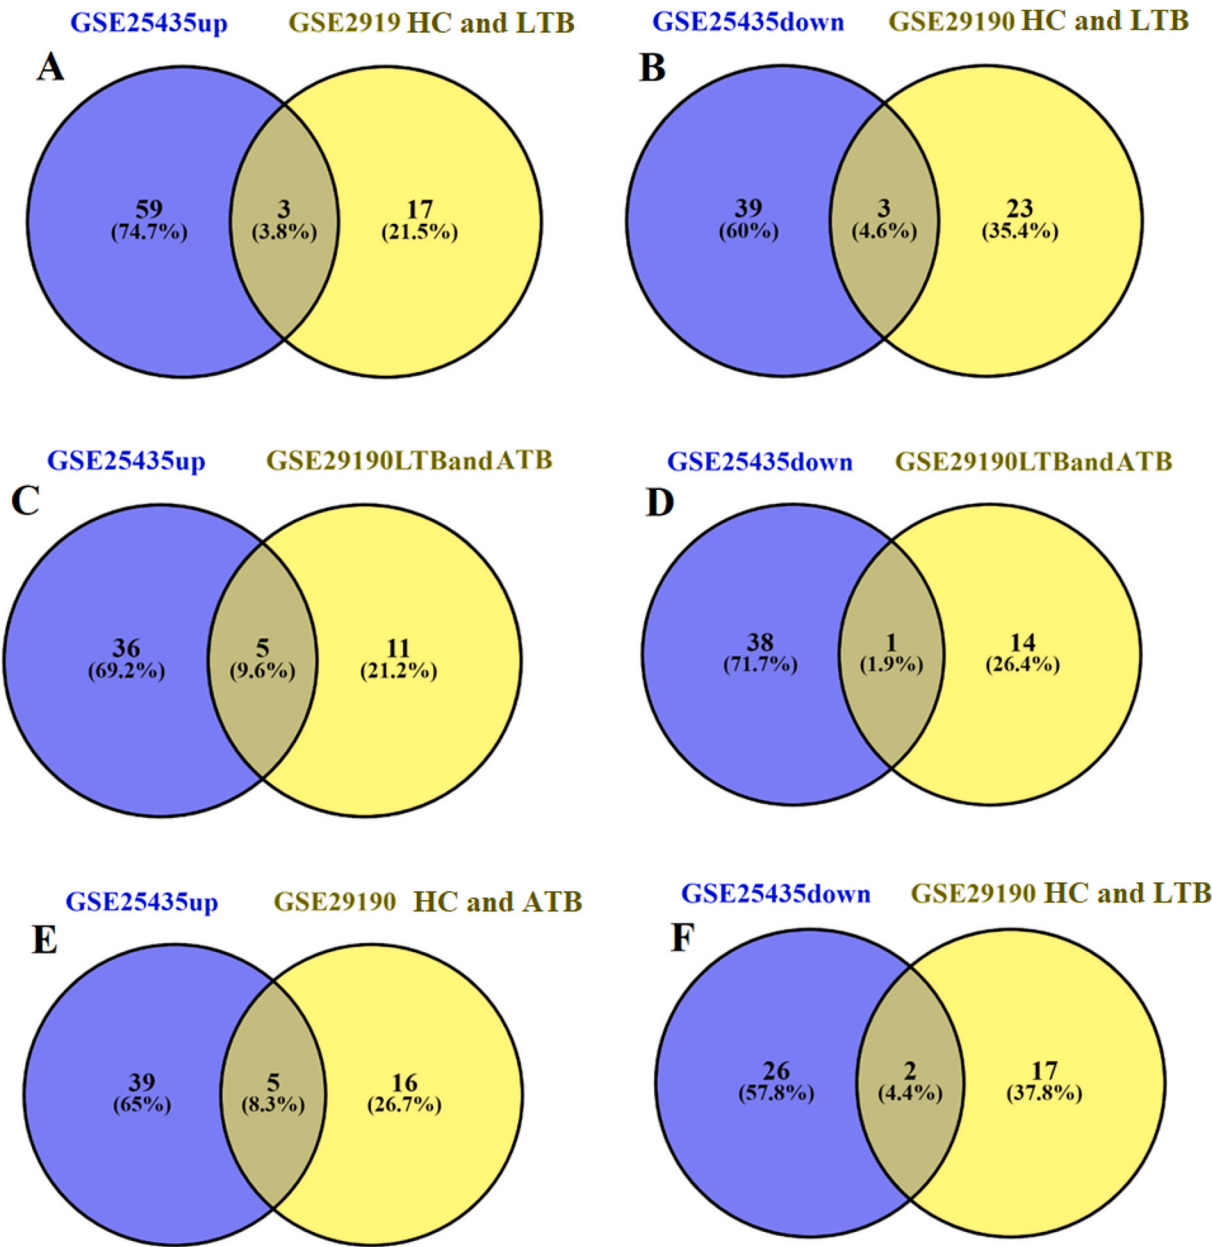 GSE25435up GSE2919 HC and LTB
A
59 3 17
(74.7%) (3.8%) (21.5%)
GSE25435down GSE29190 HC and LTB
B
39 3 23
(60%) (4.6%) (35.4%)
GSE25435up GSE29190LTBandATB
C
36 5 11
(69.2%) (9.6%) (21.2%)
GSE25435down GSE29190LTBandATB
D
38 1 14
(71.7%) (1.9%) (26.4%)
GSE25435up GSE29190 HC and ATB
E
39 5 16
(65%) (8.3%) (26.7%)
GSE25435down GSE29190 HC and LTB
F
26 2 17
(57.8%) (4.4%) (37.8%)